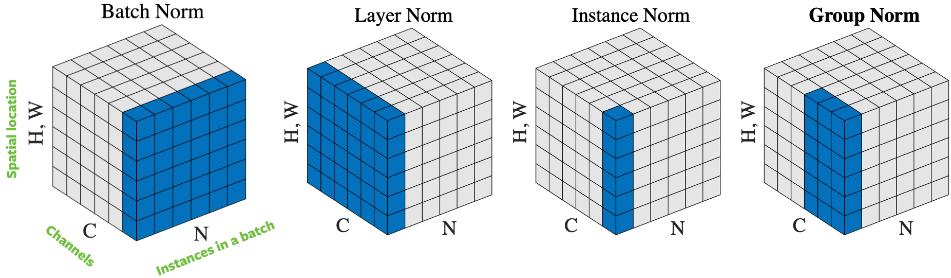 Batch Norm
Layer Norm
Instance Norm
Group Norm
Spatial location
H, W
H, W
H, W
H, W
C
N
C
N
C
N
C
N
Channels
Instances in a batch